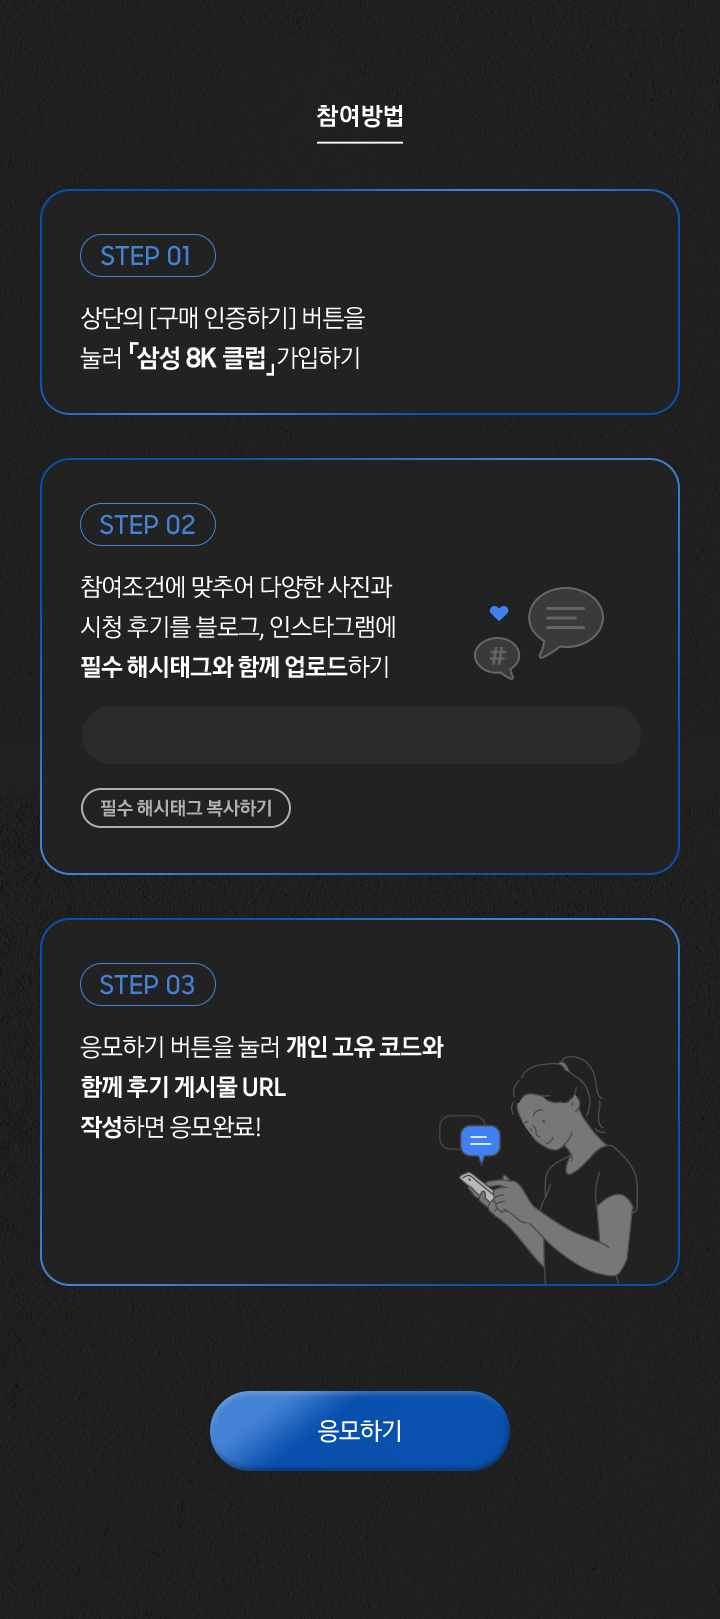 참여방법
STEP 01
상단의 [구매 인증하기] 버튼을
눌러 「삼성 8K 클럽」가입하기
STEP 02
참여조건에 맞추어 다양한 사진과
시청 후기를 블로그, 인스타그램에
필수 해시태그와 함께 업로드하기
#
필수 해시태그 복사하기
STEP 03
응모하기 버튼을 눌러 개인 고유 코드와
함께 후기 게시물 URL
작성하면 응모완료!
응모하기